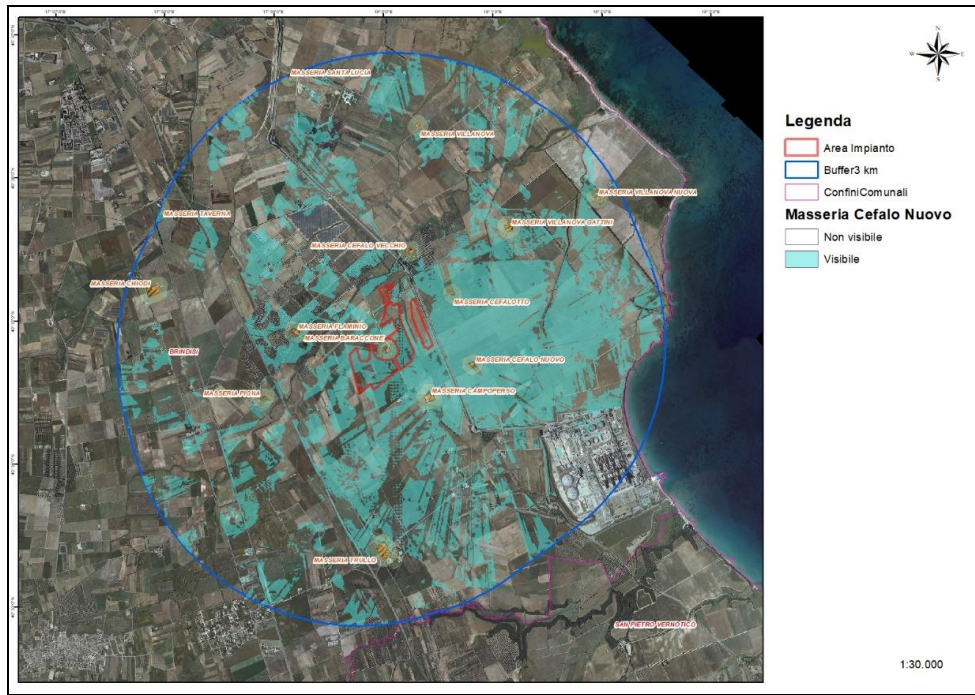 MASSERIA SANTA LUCIA
MASSERIA VILLANOVA
MASSERIA VILLANOVA NUOVA
MASSERIA TAVERNA
MASSERIA VILLANOVA GATTINI
MASSERIA CEFALO VECCHIO
MASSERIA CHIODI
MASSERIA CEFALOTTO
MASSERIA FLAMINIO
MASSERIA BARACCONE
BRINDISI
MASSERIA CEFALO NUOVO
MASSERIA PIGNA
MASSERIA CAMPOPERSO
MASSERIA TRULLO
SAN PIETRO VERNOTICO
N
W E
S
Legenda
Area Impianto
Buffer3 km
ConfiniComunali
Masseria Cefalo Nuovo
Non visibile
Visibile
1:30.000